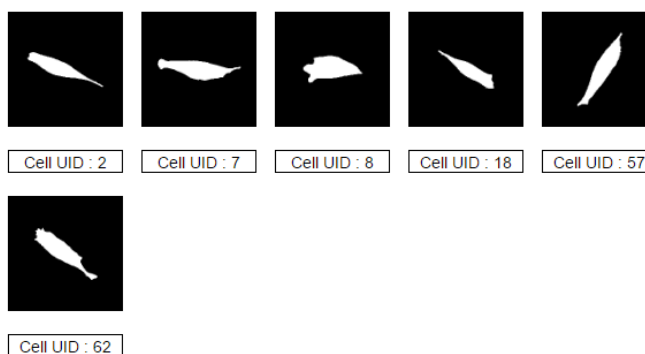 Cell UID : 2
Cell UID : 7
Cell UID : 8
Cell UID : 18
Cell UID : 57
Cell UID : 62